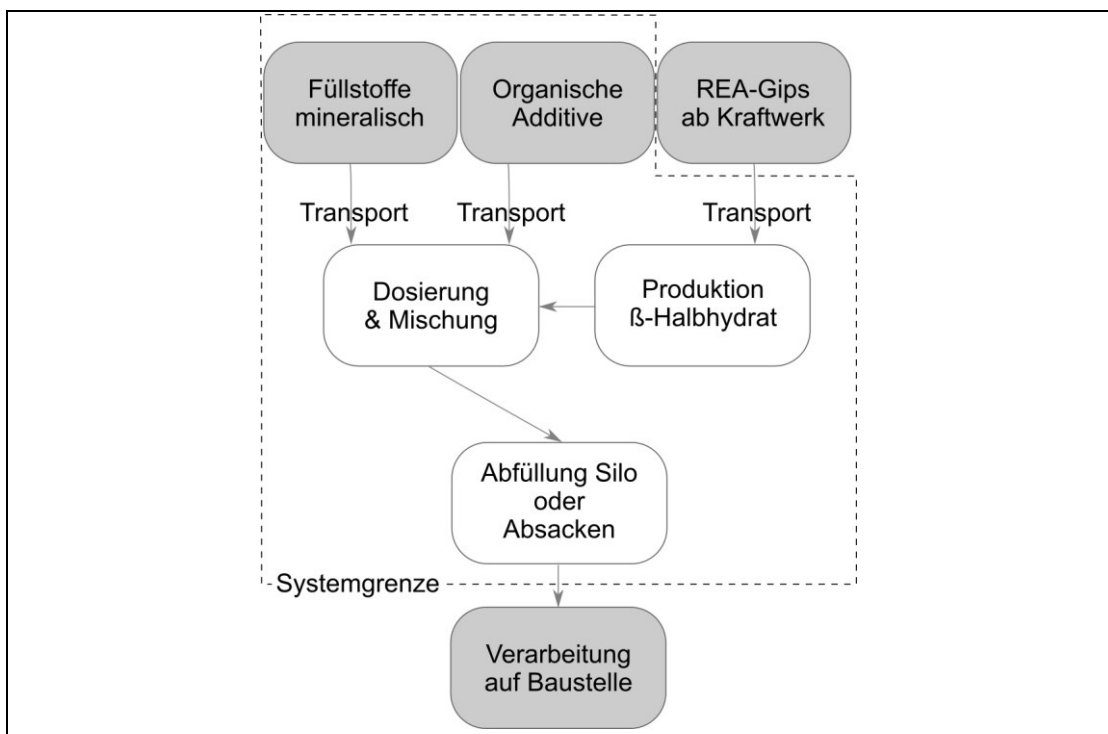 Füllstoffe
mineralisch
Organische
Additive
REA-Gips
ab Kraftwerk
Transport
Transport
Transport
Dosierung
& Mischung
Produktion
ß-Halbhydrat
Abfüllung Silo
oder
Absacken
Systemgrenze
Verarbeitung
auf Baustelle